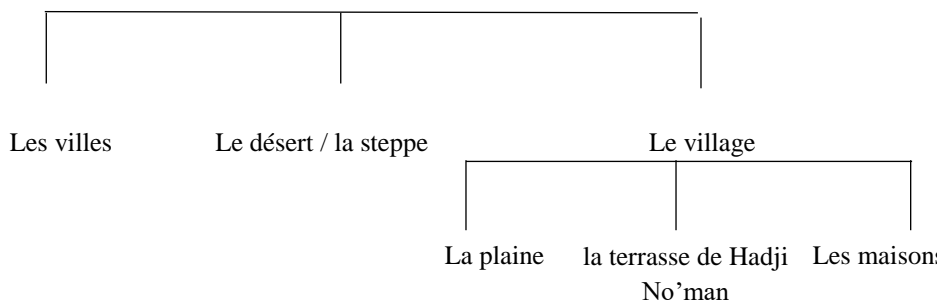 Les villes Le désert / la steppe Le village
La plaine la terrasse de Hadji Les maisons
No'man